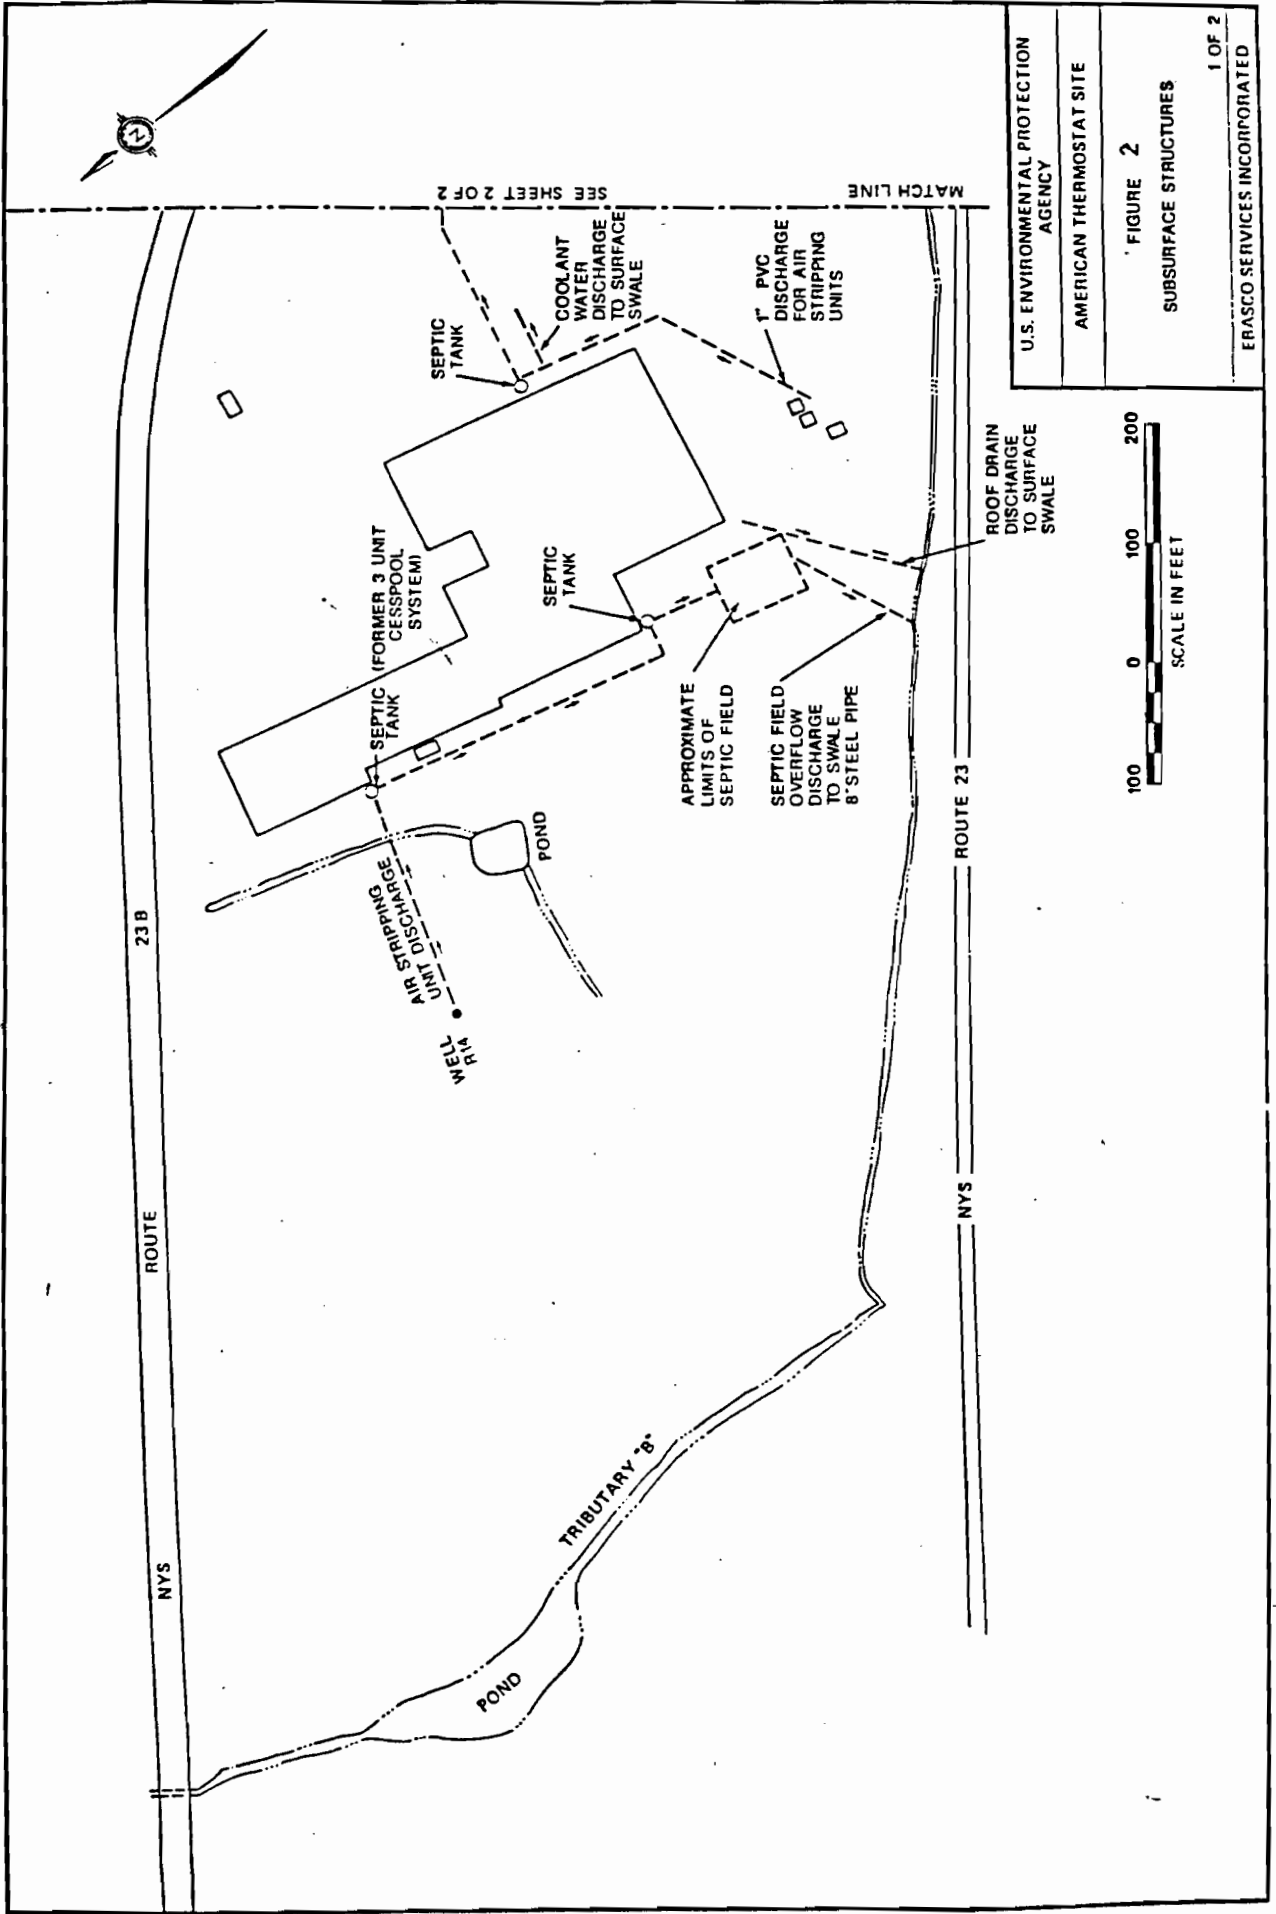 NYS
ROUTE
23 B
SEE SHEET 2 OF 2
MATCH LINE
SEPTIC
TANK
COOLANT
WATER
DISCHARGE
TO SURFACE
SWALE
1" PVC
DISCHARGE
FOR AIR
STRIPPING
UNITS
SEPTIC
TANK
(FORMER 3 UNIT
CESSPOOL
SYSTEM)
SEPTIC
TANK
AIR STRIPPING
UNIT DISCHARGE
WELL
R14
POND
APPROXIMATE
LIMITS OF
SEPTIC FIELD
SEPTIC FIELD
OVERFLOW
DISCHARGE
TO SWALE
8" STEEL PIPE
ROOF DRAIN
DISCHARGE
TO SURFACE
SWALE
TRIBUTARY "B"
POND
NYS
ROUTE 23
100 0 100 200
SCALE IN FEET
N
U.S. ENVIRONMENTAL PROTECTION
AGENCY
AMERICAN THERMOSTAT SITE
FIGURE 2
SUBSURFACE STRUCTURES
1 OF 2
EBASCO SERVICES INCORPORATED